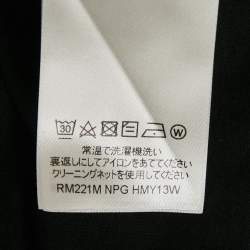 30 W
常温で洗濯機洗い
裏返しにしてアイロンをあててください
クリーニングネットを使用してください
RM221M NPG HMY13W